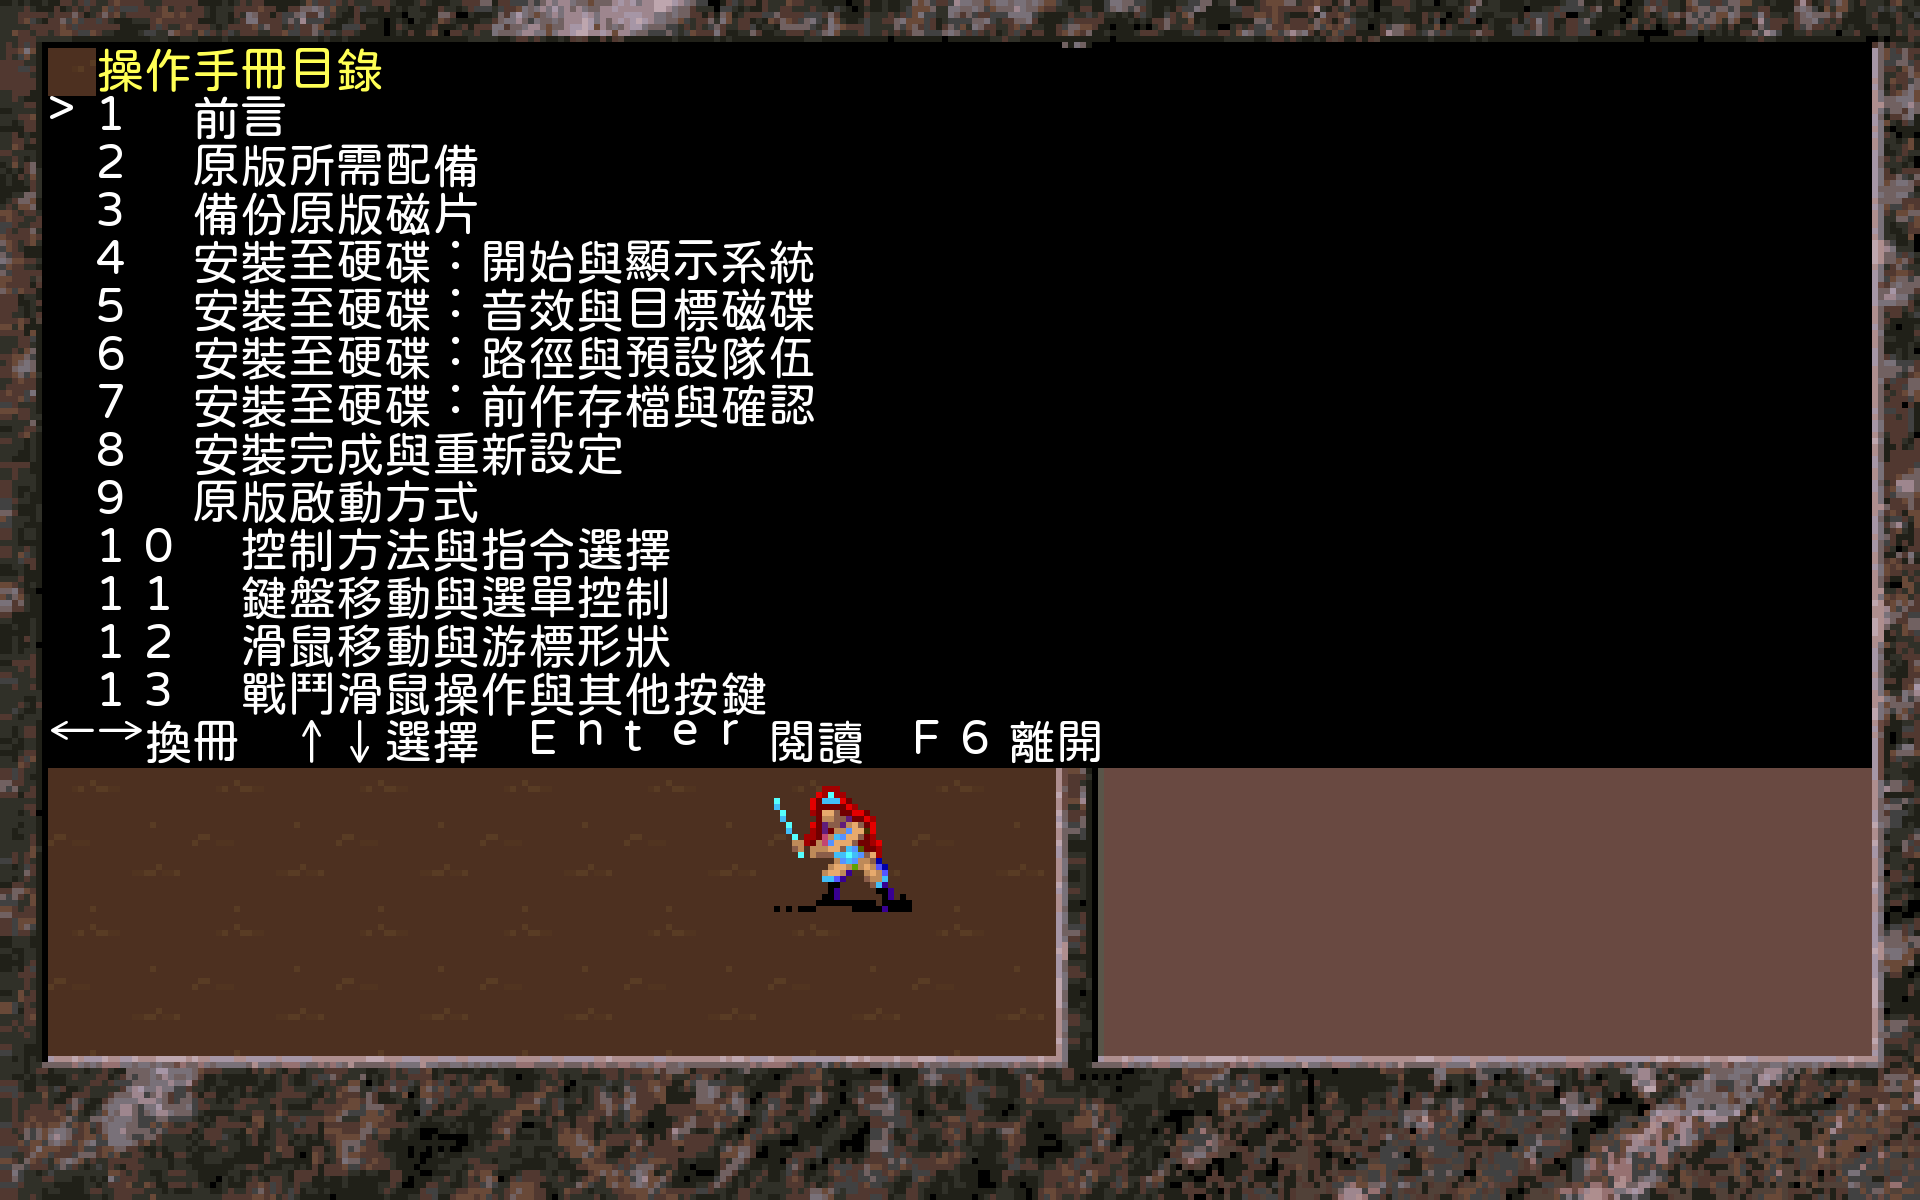 操作手冊目錄
> 1 前言
2 原版所需配備
3 備份原版磁片
4 安裝至硬碟：開始與顯示系統
5 安裝至硬碟：音效與目標磁碟
6 安裝至硬碟：路徑與預設隊伍
7 安裝至硬碟：前作存檔與確認
8 安裝完成與重新設定
9 原版啟動方式
10 控制方法與指令選擇
11 鍵盤移動與選單控制
12 滑鼠移動與游標形狀
13 戰鬥滑鼠操作與其他按鍵
←→換冊 ↑↓選擇 Enter閱讀 F6離開